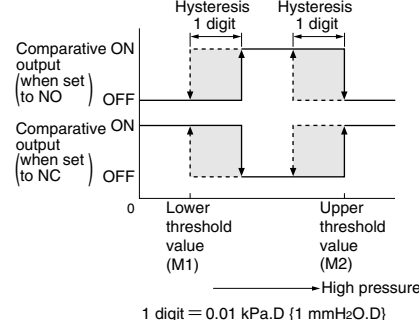 Hysteresis
1 digit
Hysteresis
1 digit
Comparative ON
output
(when set
to NO)
OFF
Comparative ON
output
(when set
to NC)
OFF
0
Lower
threshold
value
(M1)
Upper
threshold
value
(M2)
High pressure
1 digit = 0.01 kPa.D {1 mmH₂O.D}